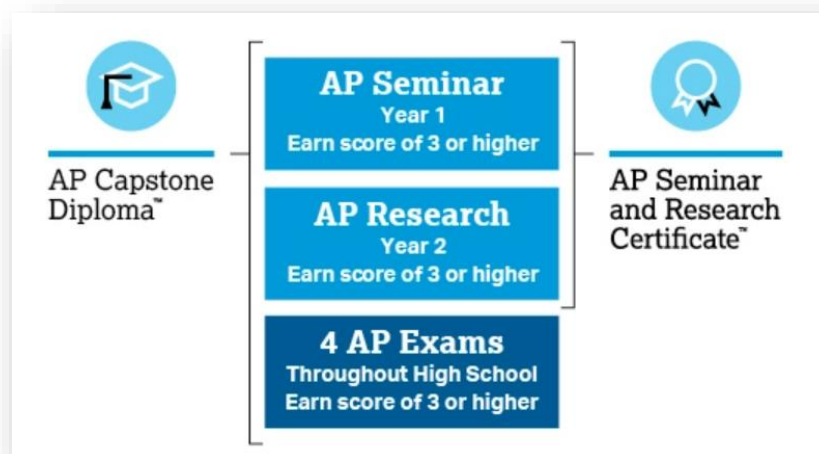 AP Capstone
Diploma™
AP Seminar
Year 1
Earn score of 3 or higher
AP Research
Year 2
Earn score of 3 or higher
4 AP Exams
Throughout High School
Earn score of 3 or higher
AP Seminar
and Research
Certificate™